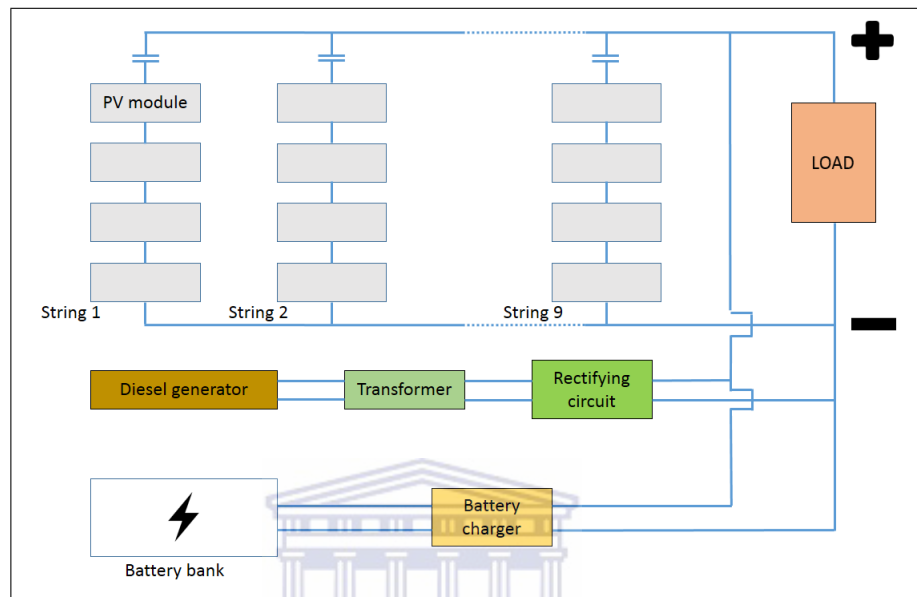 PV module
LOAD
String 1
String 2
String 9
Diesel generator
Transformer
Rectifying
circuit
Battery
charger
Battery bank